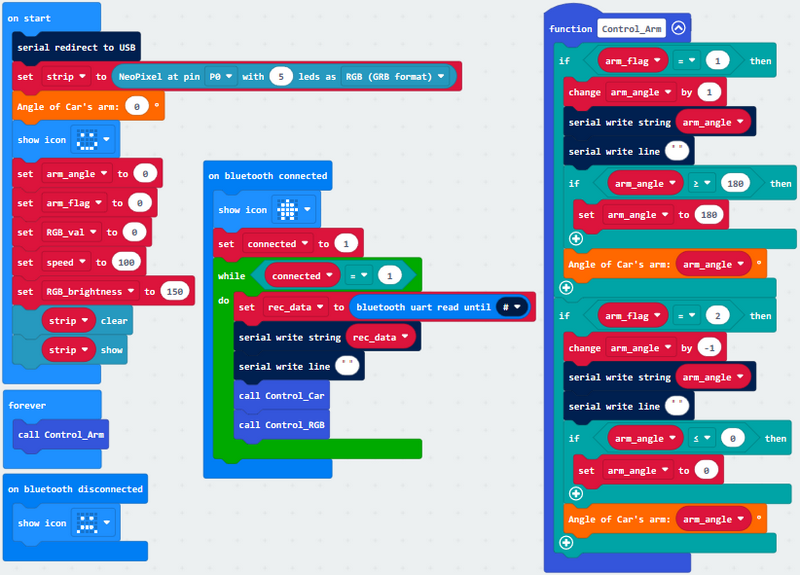 on start
serial redirect to USB
set strip to NeoPixel at pin P0 with 5 leds as RGB (GRB format)
Angle of Car's arm: 0 °
show icon
set arm_angle to 0
set arm_flag to 0
set RGB_val to 0
set speed to 100
set RGB_brightness to 150
strip clear
strip show
forever
call Control_Arm
on bluetooth disconnected
show icon
on bluetooth connected
show icon
set connected to 1
while connected = 1
do
set rec_data to bluetooth uart read until #
serial write string rec_data
serial write line " "
call Control_Car
call Control_RGB
function Control_Arm
if arm_flag = 1 then
change arm_angle by 1
serial write string arm_angle
serial write line " "
if arm_angle ≥ 180 then
set arm_angle to 180
Angle of Car's arm: arm_angle °
if arm_flag = 2 then
change arm_angle by -1
serial write string arm_angle
serial write line " "
if arm_angle ≤ 0 then
set arm_angle to 0
Angle of Car's arm: arm_angle °